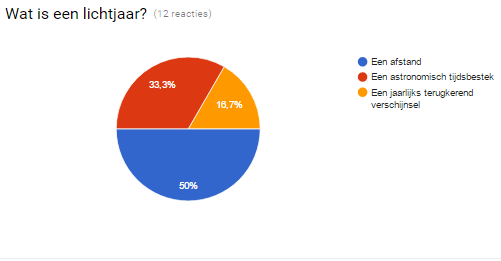 Wat is een lichtjaar? (12 reacties)
Een afstand
Een astronomisch tijdsbestek
Een jaarlijks terugkerend
verschijnsel
33,3%
16,7%
50%